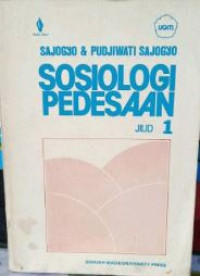 UGM
SAJOGYO & PUDJIWATI SAJOGYO
SOSIOLOGI
PEDESAAN
JILID 1
GADJAH MADA UNIVERSITY PRESS